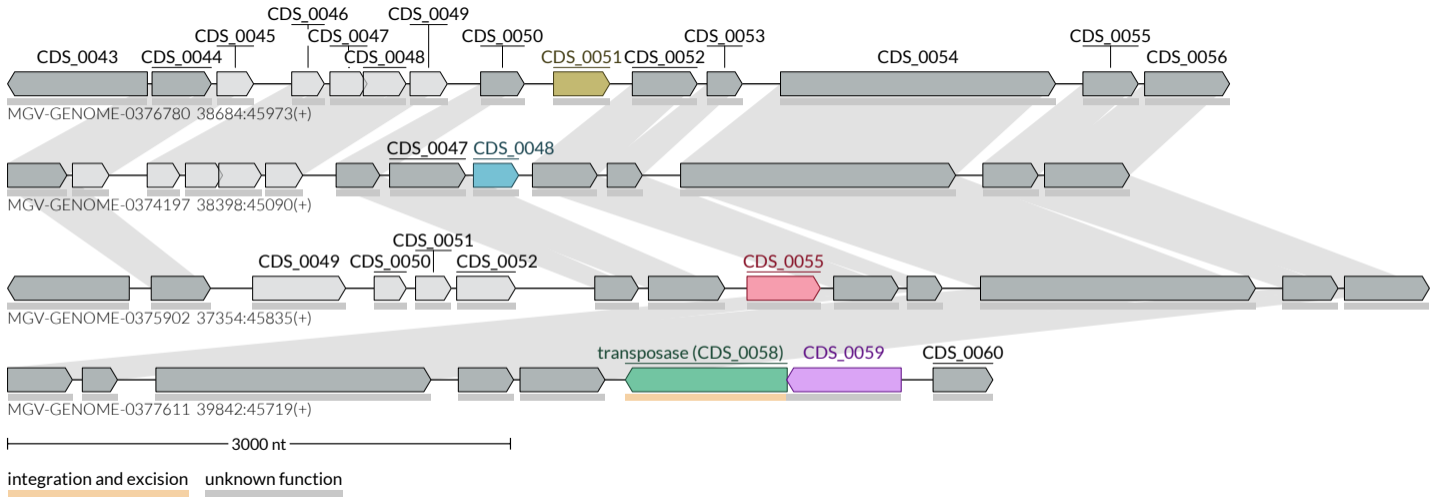 CDS_0046 CDS_0049
CDS_0045 CDS_0047 CDS_0050 CDS_0053 CDS_0055
CDS_0043 CDS_0044 CDS_0048 CDS_0051 CDS_0052 CDS_0054 CDS_0056
MGV-GENOME-0376780 38684:45973(+)
CDS_0047 CDS_0048
MGV-GENOME-0374197 38398:45090(+)
CDS_0051
CDS_0049 CDS_0050 CDS_0052 CDS_0055
MGV-GENOME-0375902 37354:45835(+)
transposase (CDS_0058) CDS_0059 CDS_0060
MGV-GENOME-0377611 39842:45719(+)
3000 nt
integration and excision unknown function